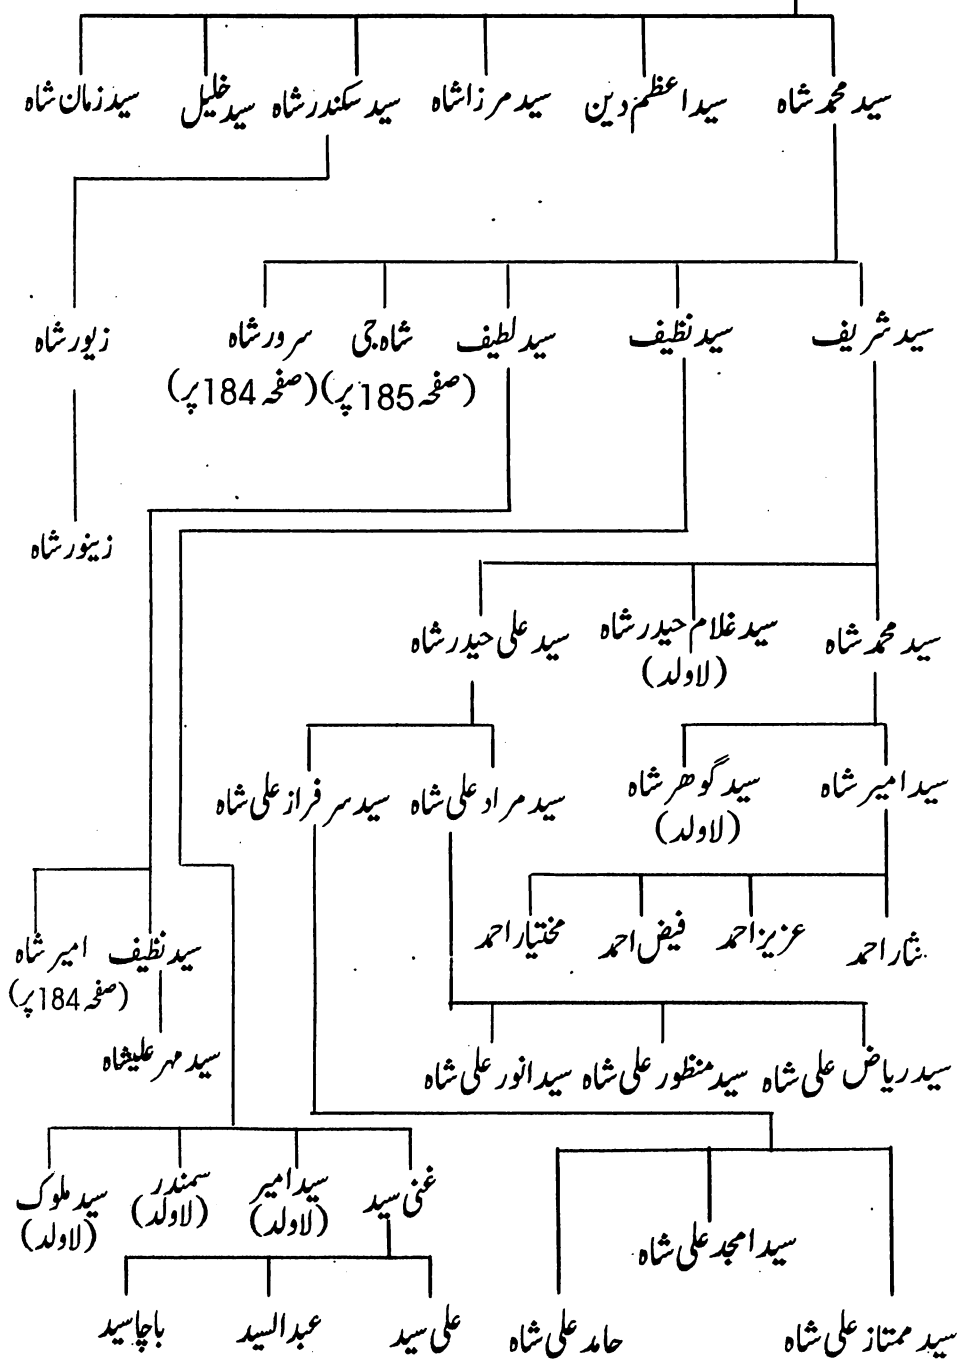 سید محمد شاہ سید اعظم دین سید مرزا شاہ سید سکندر شاہ سید خلیل سید زمان شاہ
سید شریف سید نظیف سید لطیف شاہ جی سرور شاہ زیور شاہ
(صفحہ 185 پر) (صفحہ 184 پر)
زینور شاہ
سید محمد شاہ سید غلام حیدر شاہ سید علی حیدر شاہ
(لاولد)
سید امیر شاہ سید گوھر شاہ سید مراد علی شاہ سید سرفراز علی شاہ
(لاولد)
نثار احمد عزیز احمد فیض احمد مختیار احمد سید نظیف امیر شاہ
(صفحہ 184 پر)
سید ریاض علی شاہ سید منظور علی شاہ سید انور علی شاہ سید مہر علیشاہ
غنی سید سید امیر سمندر سید ملوک
(لاولد) (لاولد) (لاولد)
سید امجد علی شاہ
سید ممتاز علی شاہ حامد علی شاہ علی سید عبدالسید باچا سید